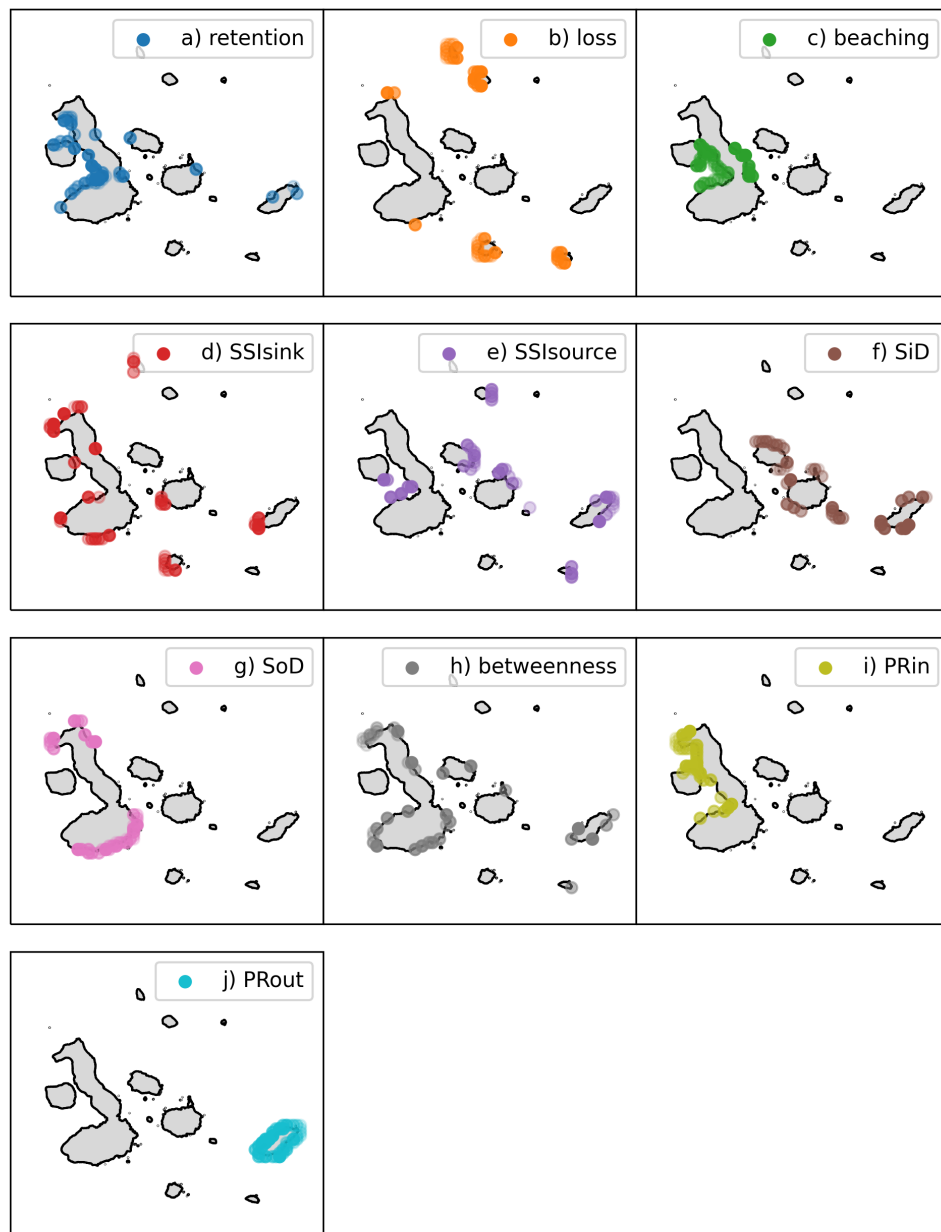 a) retention
b) loss
c) beaching
d) SSIsink
e) SSIsource
f) SiD
g) SoD
h) betweenness
i) PRin
j) PRout